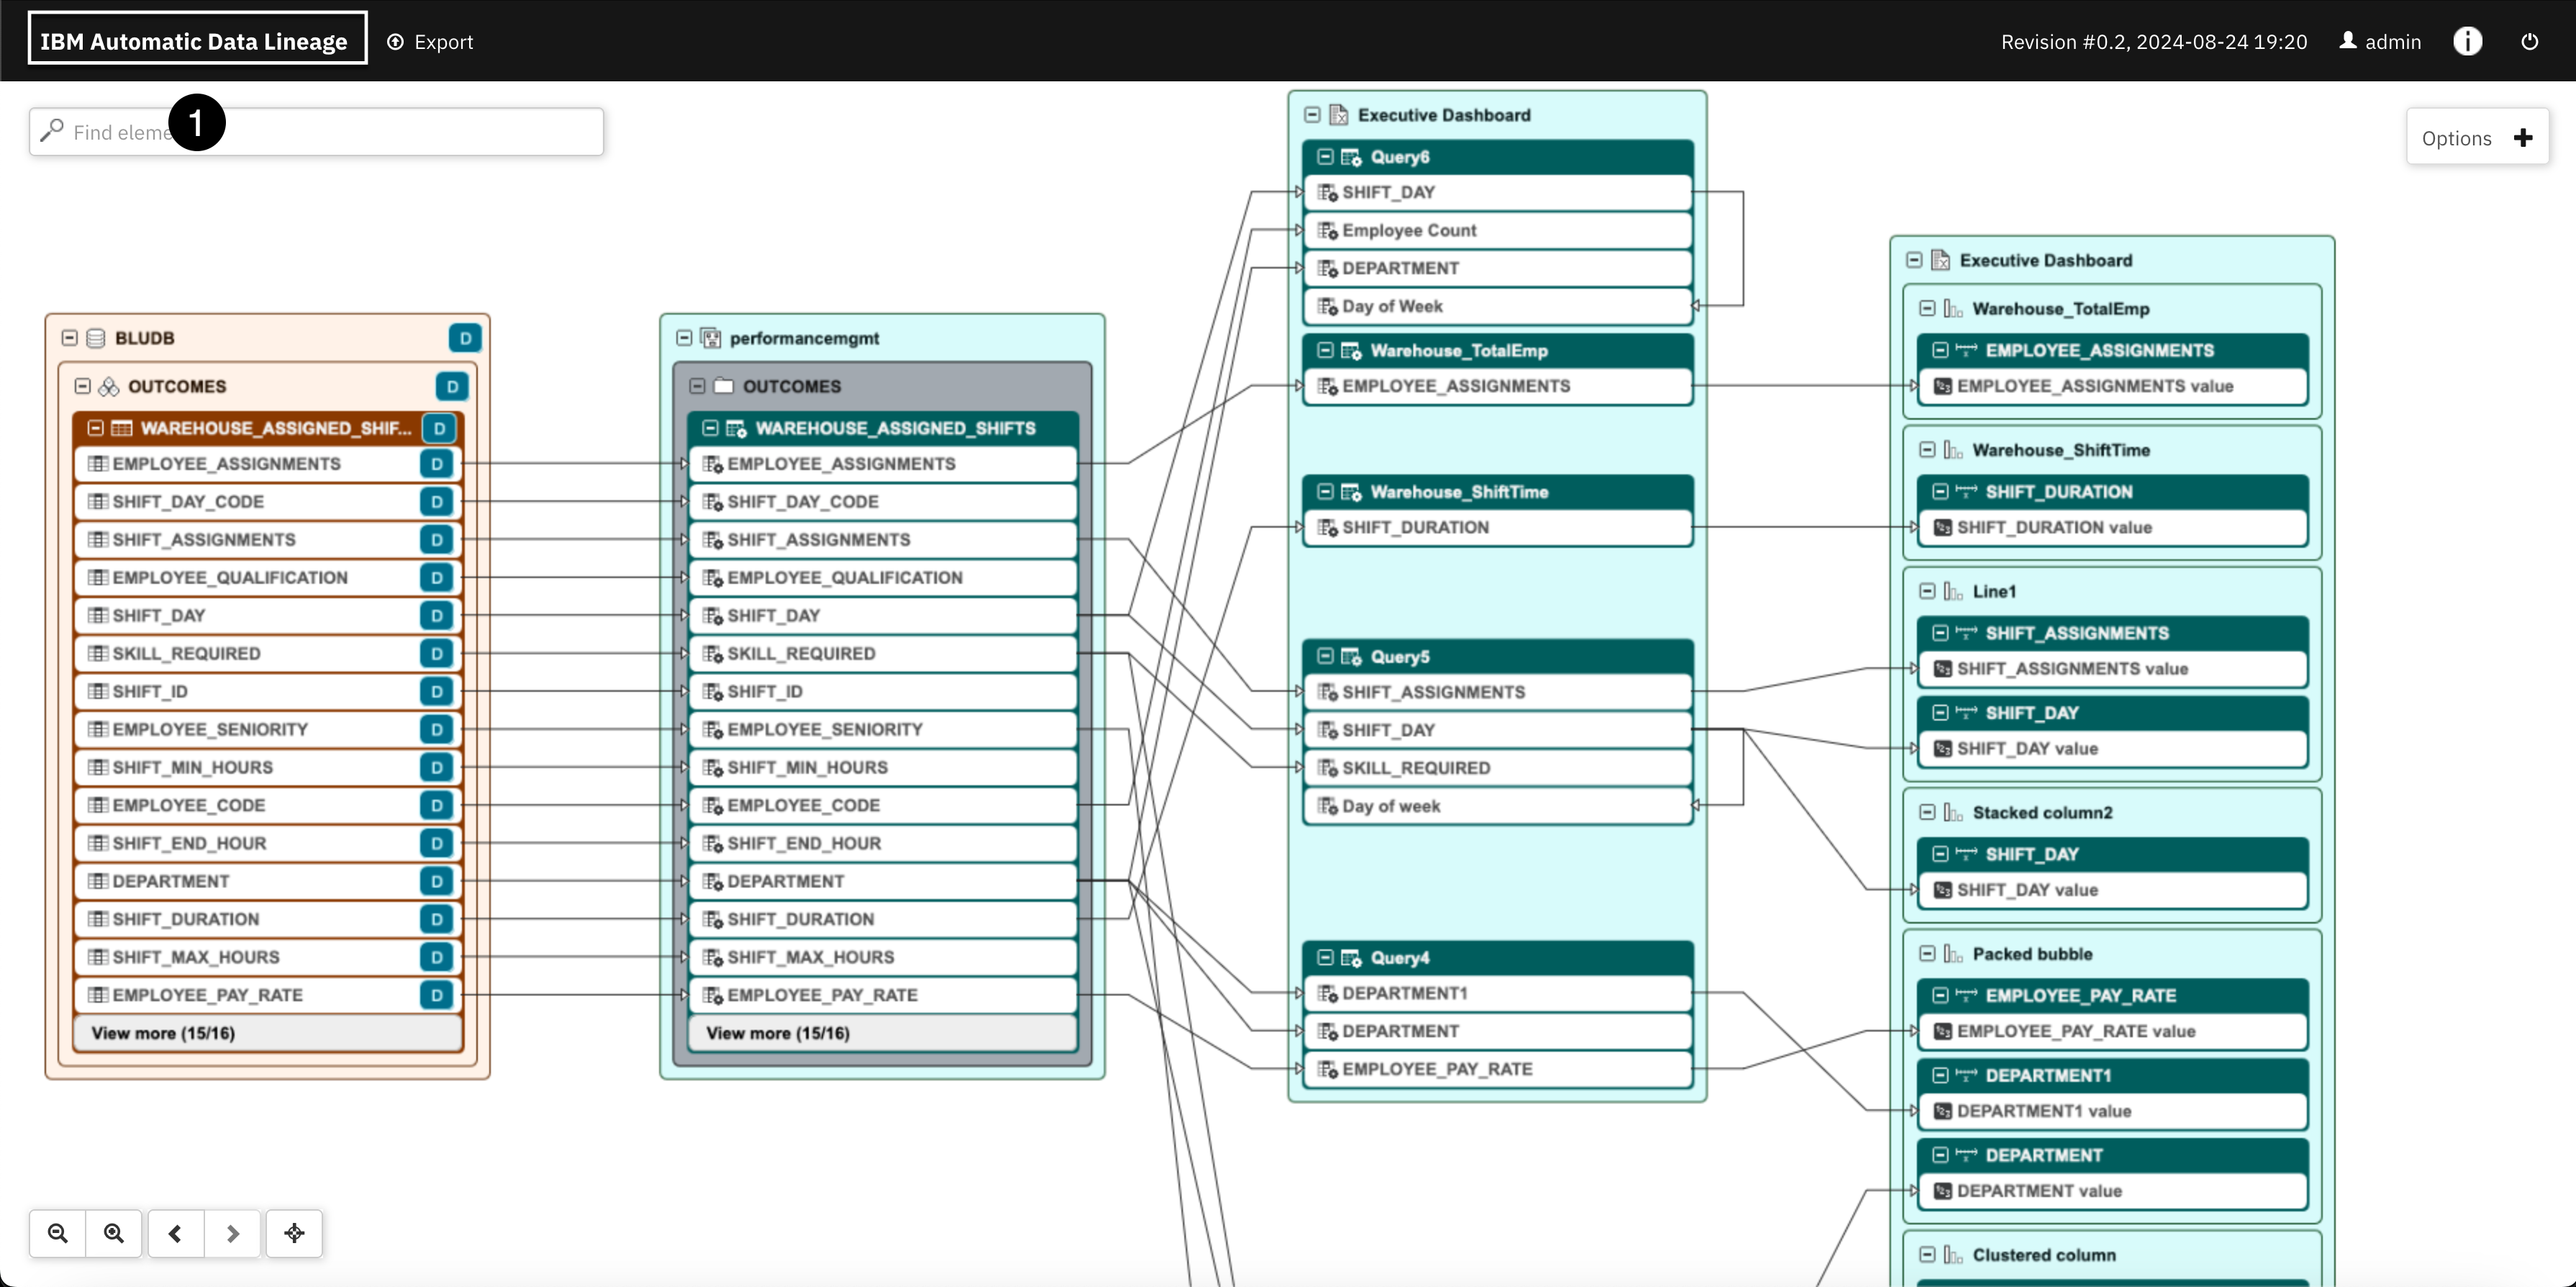 IBM Automatic Data Lineage
Export
Revision #0.2, 2024-08-24 19:20
admin
i
Find eleme
1
Options
BLUDB
D
OUTCOMES
D
WAREHOUSE_ASSIGNED_SHIF...
D
EMPLOYEE_ASSIGNMENTS
D
SHIFT_DAY_CODE
D
SHIFT_ASSIGNMENTS
D
EMPLOYEE_QUALIFICATION
D
SHIFT_DAY
D
SKILL_REQUIRED
D
SHIFT_ID
D
EMPLOYEE_SENIORITY
D
SHIFT_MIN_HOURS
D
EMPLOYEE_CODE
D
SHIFT_END_HOUR
D
DEPARTMENT
D
SHIFT_DURATION
D
SHIFT_MAX_HOURS
D
EMPLOYEE_PAY_RATE
D
View more (15/16)
performancemgmt
OUTCOMES
WAREHOUSE_ASSIGNED_SHIFTS
EMPLOYEE_ASSIGNMENTS
SHIFT_DAY_CODE
SHIFT_ASSIGNMENTS
EMPLOYEE_QUALIFICATION
SHIFT_DAY
SKILL_REQUIRED
SHIFT_ID
EMPLOYEE_SENIORITY
SHIFT_MIN_HOURS
EMPLOYEE_CODE
SHIFT_END_HOUR
DEPARTMENT
SHIFT_DURATION
SHIFT_MAX_HOURS
EMPLOYEE_PAY_RATE
View more (15/16)
Executive Dashboard
Query6
SHIFT_DAY
Employee Count
DEPARTMENT
Day of Week
Warehouse_TotalEmp
EMPLOYEE_ASSIGNMENTS
Warehouse_ShiftTime
SHIFT_DURATION
Query5
SHIFT_ASSIGNMENTS
SHIFT_DAY
SKILL_REQUIRED
Day of week
Query4
DEPARTMENT1
DEPARTMENT
EMPLOYEE_PAY_RATE
Executive Dashboard
Warehouse_TotalEmp
EMPLOYEE_ASSIGNMENTS
EMPLOYEE_ASSIGNMENTS value
Warehouse_ShiftTime
SHIFT_DURATION
SHIFT_DURATION value
Line1
SHIFT_ASSIGNMENTS
SHIFT_ASSIGNMENTS value
SHIFT_DAY
SHIFT_DAY value
Stacked column2
SHIFT_DAY
SHIFT_DAY value
Packed bubble
EMPLOYEE_PAY_RATE
EMPLOYEE_PAY_RATE value
DEPARTMENT1
DEPARTMENT1 value
DEPARTMENT
DEPARTMENT value
Clustered column